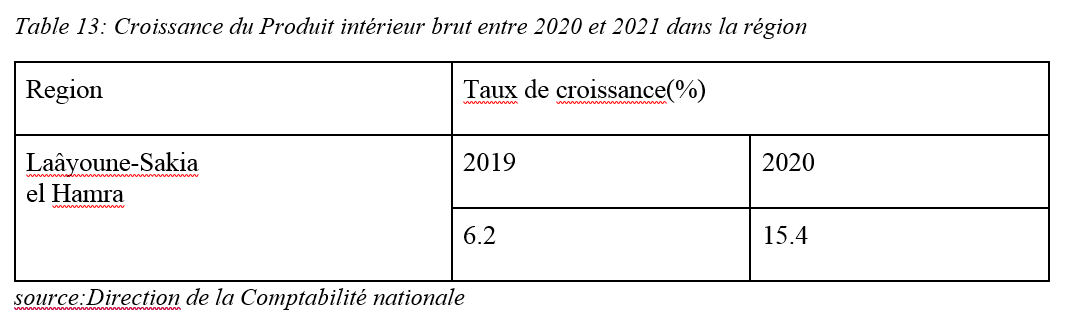 Table 13: Croissance du Produit intérieur brut entre 2020 et 2021 dans la région
Region
Taux de croissance(%)
Laâyoune-Sakia
el Hamra
2019
2020
6.2
15.4
source:Direction de la Comptabilité nationale